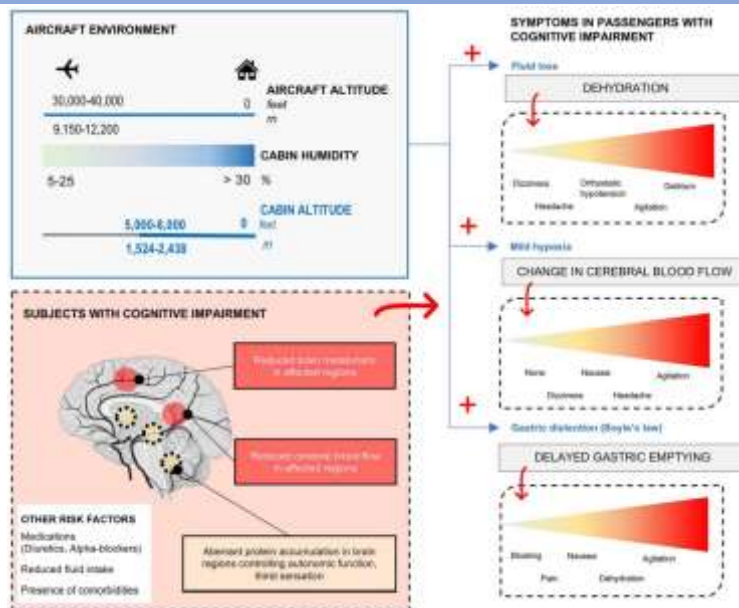 AIRCRAFT ENVIRONMENT
30,000-40,000
0
AIRCRAFT ALTITUDE
feet
m
9,150-12,200
CABIN HUMIDITY
5-25
> 30
%
CABIN ALTITUDE
5,000-8,000
0
feet
1,524-2,438
m
SUBJECTS WITH COGNITIVE IMPAIRMENT
Reduced brain metabolism
in affected regions
Reduced cerebral blood flow
in affected regions
OTHER RISK FACTORS
Medications
(Diuretics, Alpha-blockers)
Reduced fluid intake
Presence of comorbidities
Aberrant protein accumulation in brain
regions controlling autonomic function,
thirst sensation
SYMPTOMS IN PASSENGERS WITH
COGNITIVE IMPAIRMENT
+
Fluid loss
DEHYDRATION
Dizziness
Orthostatic
hypotension
Delirium
Headache
Agitation
+
Mild hypoxia
CHANGE IN CEREBRAL BLOOD FLOW
None
Nausea
Agitation
Dizziness
Headache
+
Gastric distention (Boyle's law)
DELAYED GASTRIC EMPTYING
Bloating
Nausea
Agitation
Pain
Dehydration